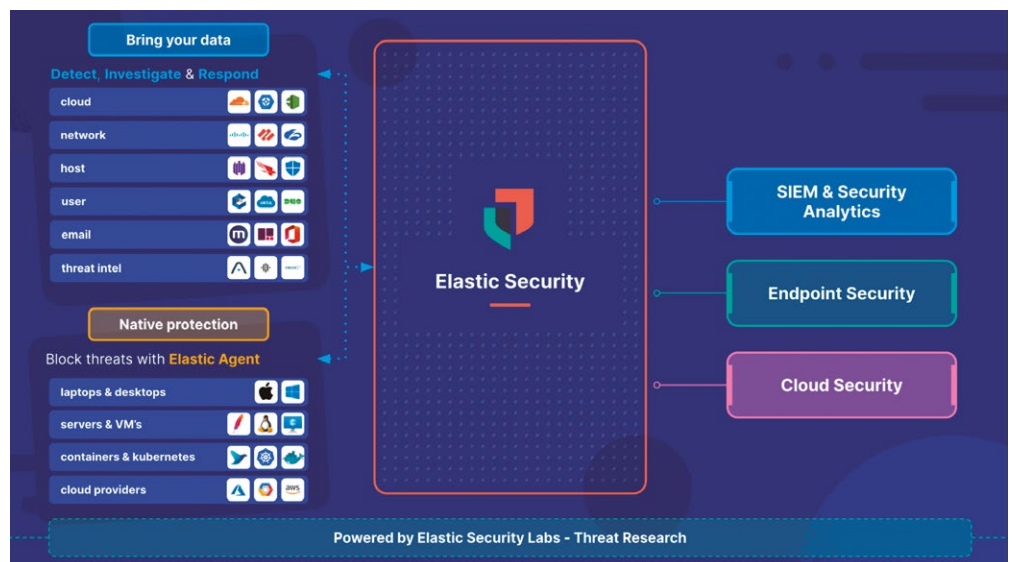 Bring your data
Detect, Investigate & Respond
cloud
network
host
user
email
threat intel
Native protection
Block threats with Elastic Agent
laptops & desktops
servers & VM's
containers & kubernetes
cloud providers
aws
Elastic Security
SIEM & Security
Analytics
Endpoint Security
Cloud Security
Powered by Elastic Security Labs - Threat Research